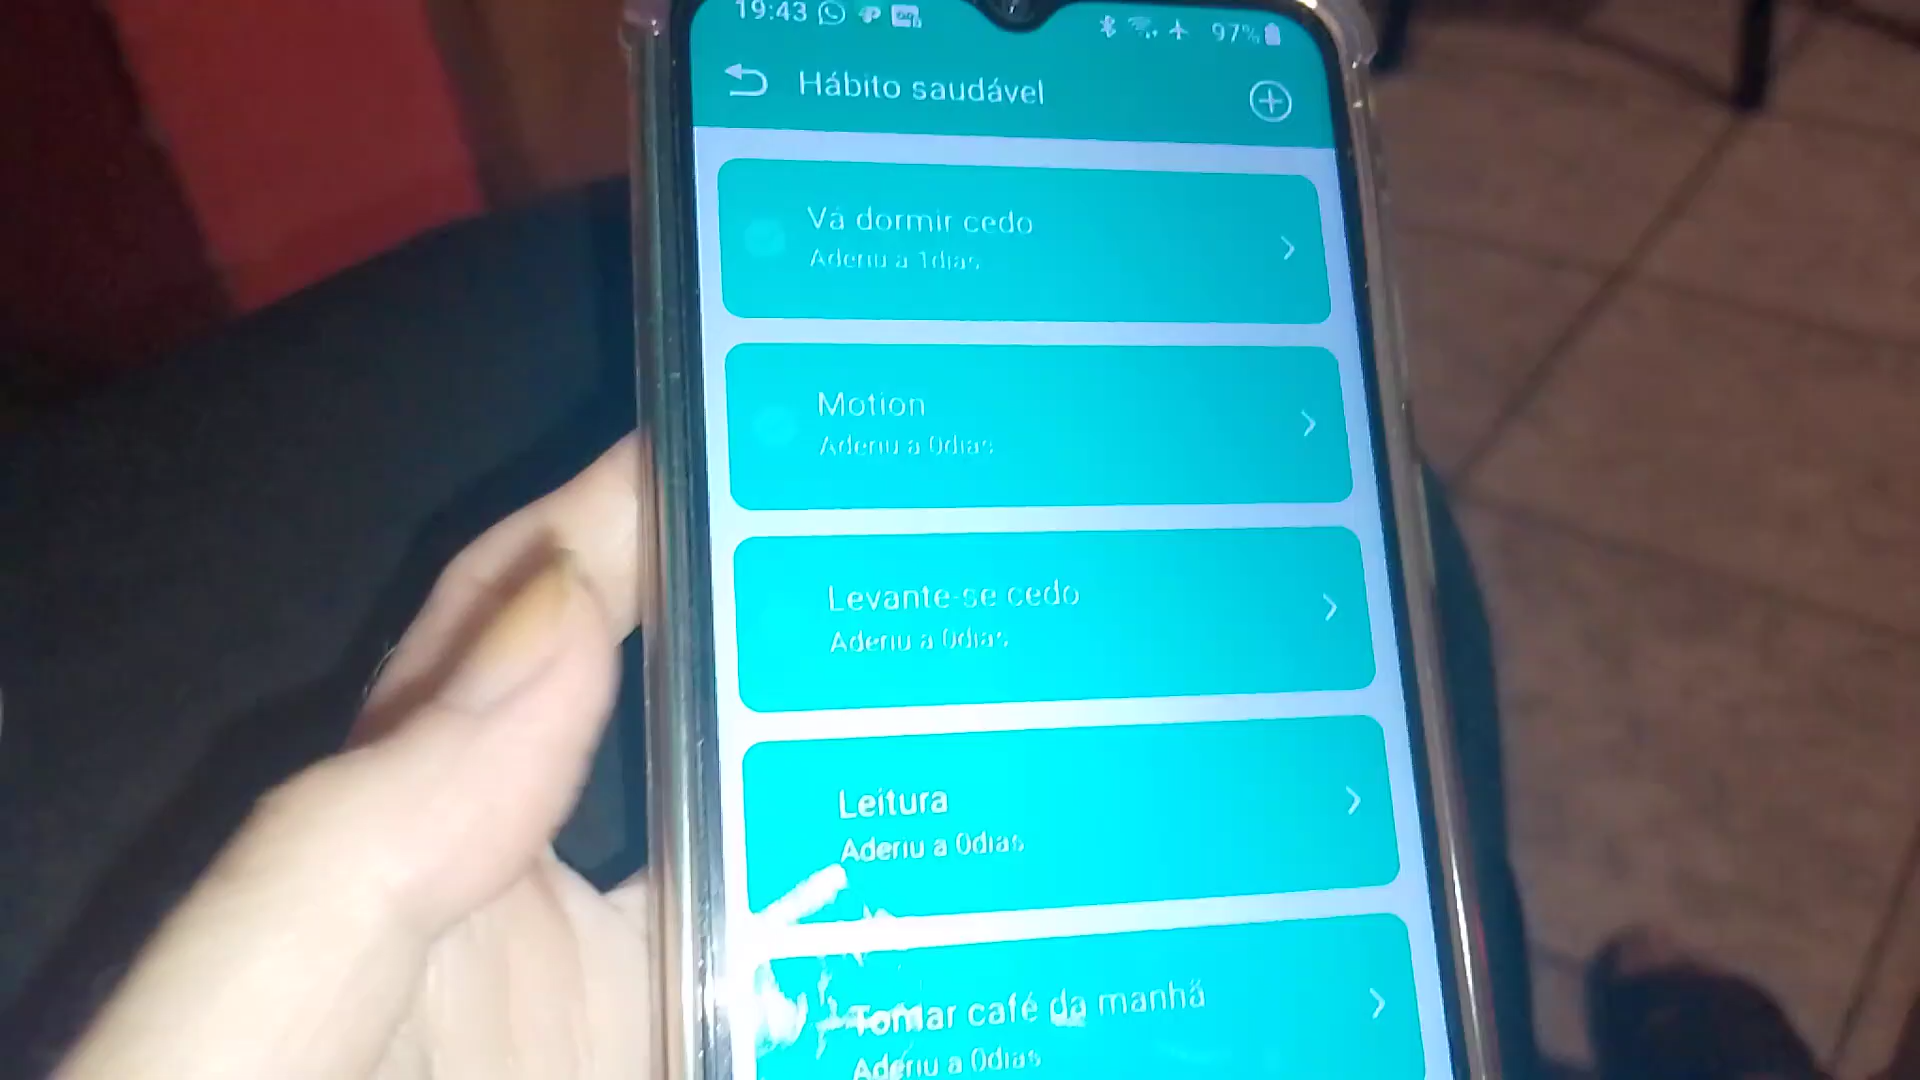 19:43
97%
Hábito saudável
Vá dormir cedo
Aderiu a 1dias
Motion
Aderiu a 0dias
Levante-se cedo
Aderiu a 0dias
Leitura
Aderiu a 0dias
Tomar café da manhã
Aderiu a 0dias